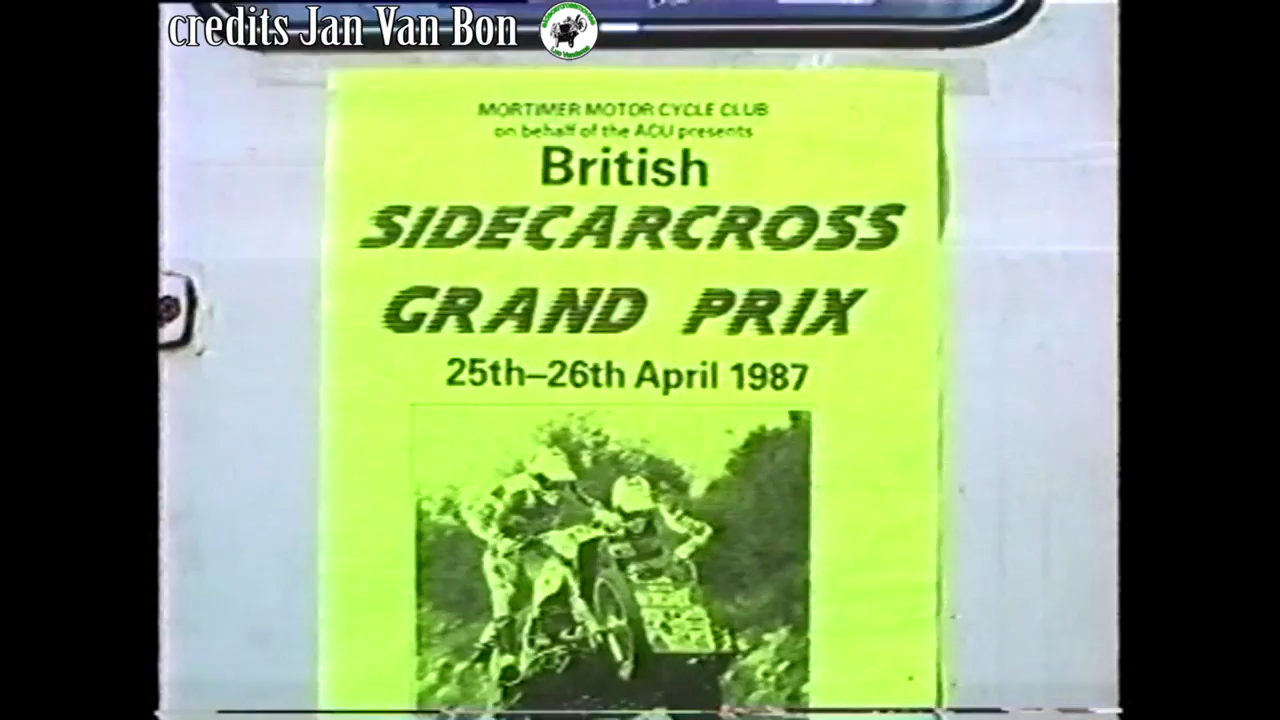 credits Jan Van Bon
MORTIMER MOTOR CYCLE CLUB
on behalf of the ACU presents
British
SIDECARCROSS
GRAND PRIX
25th–26th April 1987